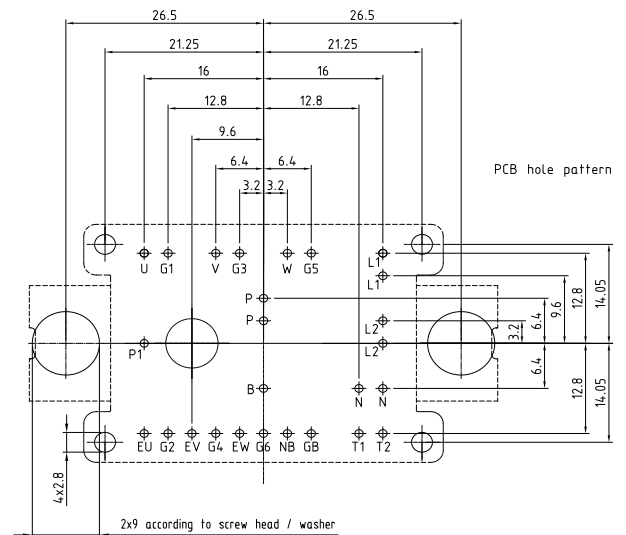 26.5 26.5
21.25 21.25
16 16
12.8 12.8
9.6
6.4 6.4
3.2 3.2
PCB hole pattern
U G1 V G3 W G5 L1
L1
P
P L2
P1 L2
B N N
EU G2 EV G4 EW G6 NB GB T1 T2
3.2 6.4 9.6 12.8 14.05
6.4 12.8 14.05
4x2.8
2x9 according to screw head / washer